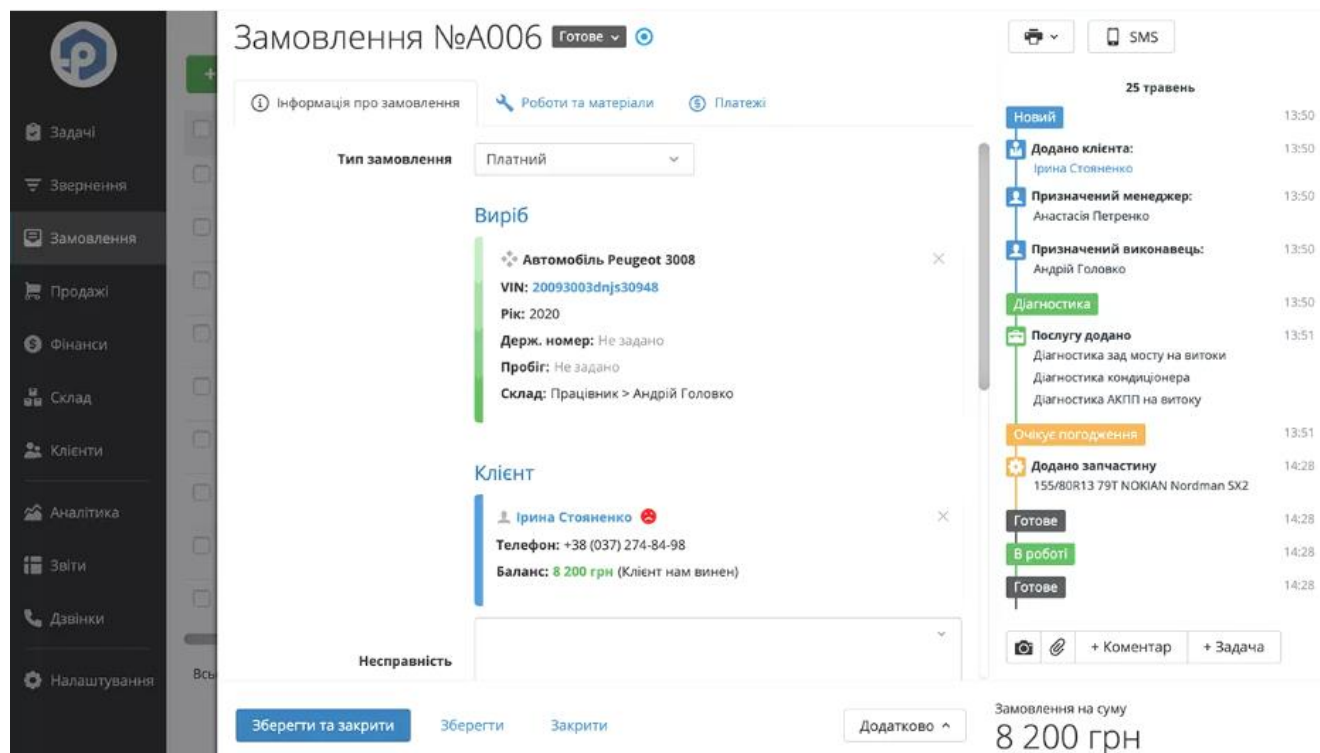 Замовлення №A006 Готове
SMS
Інформація про замовлення Роботи та матеріали Платежі
Задачі
Звернення
Замовлення
Продажі
Фінанси
Склад
Клієнти
Аналітика
Звіти
Дзвінки
Налаштування
Тип замовлення Платний
Виріб
Автомобіль Peugeot 3008
VIN: 20093003dnjs30948
Рік: 2020
Держ. номер: Не задано
Пробіг: Не задано
Склад: Працівник > Андрій Головко
Клієнт
Ірина Стояненко
Телефон: +38 (037) 274-84-98
Баланс: 8 200 грн (Клієнт нам винен)
Несправність
Зберегти та закрити Зберегти Закрити Додатково
25 травень
Новий 13:50
Додано клієнта: 13:50
Ірина Стояненко
Призначений менеджер: 13:50
Анастасія Петренко
Призначений виконавець: 13:50
Андрій Головко
Діагностика 13:50
Послугу додано 13:51
Діагностика зад мосту на витоки
Діагностика кондиціонера
Діагностика АКПП на витоку
Очікує погодження 13:51
Додано запчастину 14:28
155/80R13 79T NOKIAN Nordman SX2
Готове 14:28
В роботі 14:28
Готове 14:28
+ Коментар + Задача
Замовлення на суму
8 200 грн